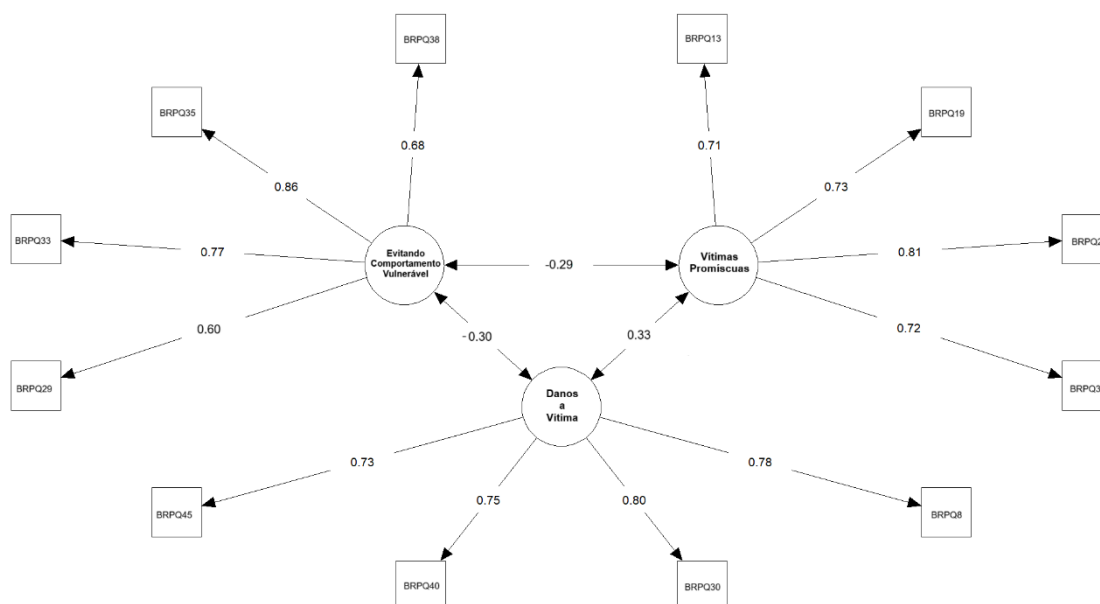 BRPQ38
BRPQ13
BRPQ35
BRPQ19
0.68
0.71
0.86
0.73
BRPQ33
0.77
Evitando
Comportamento
Vulnerável
-0.29
Vitimas
Promiscuas
0.81
BRPQ2
0.60
-0.30
0.33
0.72
BRPQ29
Danos
a
Vitima
BRPQ3
0.73
0.75
0.80
0.78
BRPQ45
BRPQ8
BRPQ40
BRPQ30